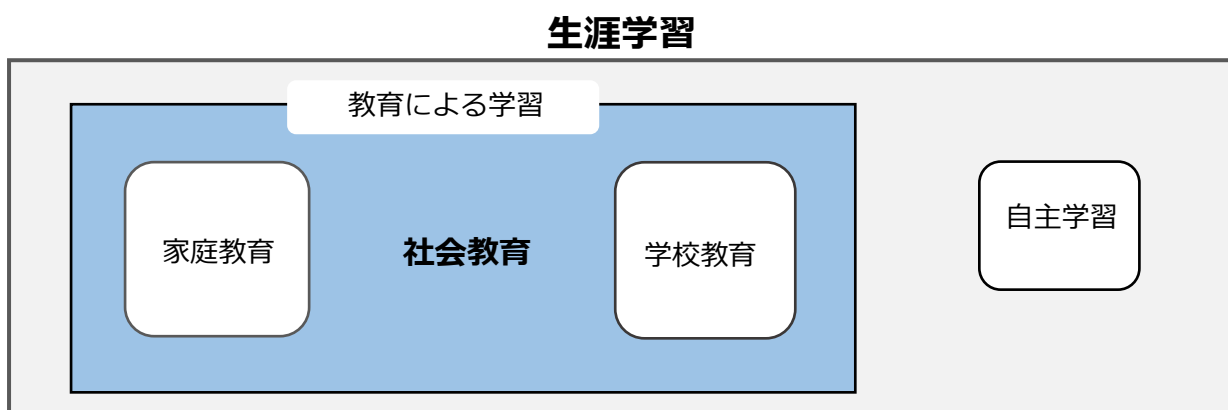 生涯学習
教育による学習
家庭教育
社会教育
学校教育
自主学習